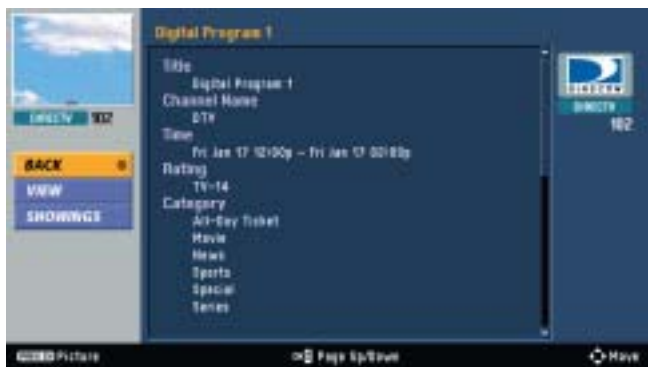 Digital Program 1
Title
Digital Program 1
Channel Name
DTV
Time
Fri Jan 17 12:00p – Fri Jan 17
Rating
TV-14
Category
All-Day Ticket
Movie
News
Sports
Special
Series
DIRECTV 102
BACK
VIEW
SHOWINGS
DIRECTV
DIRECTV
102
Picture
Page Up/Down
Move